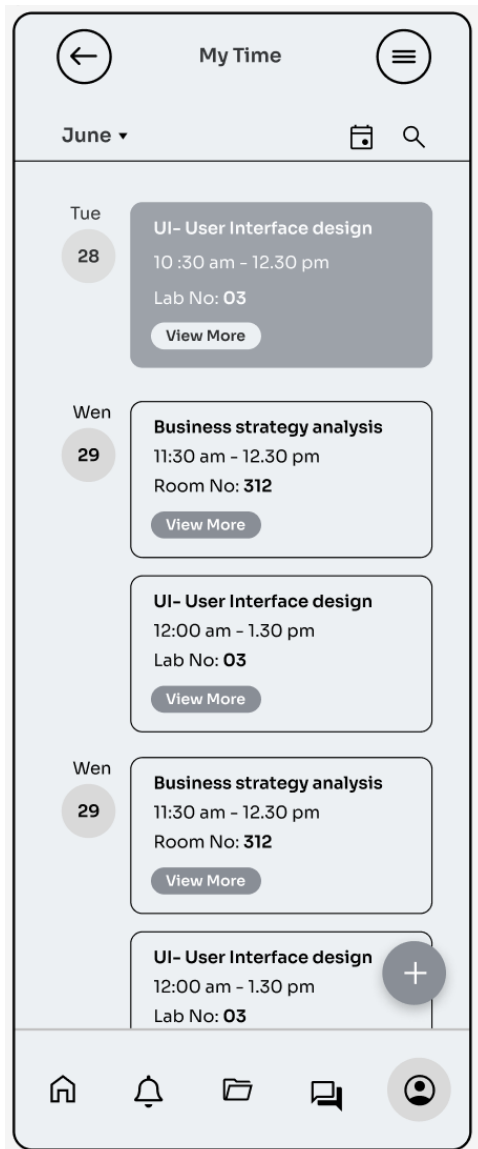 My Time
June
Tue
28
UI- User Interface design
10 :30 am - 12.30 pm
Lab No: 03
View More
Wen
29
Business strategy analysis
11:30 am - 12.30 pm
Room No: 312
View More
UI- User Interface design
12:00 am - 1.30 pm
Lab No: 03
View More
Wen
29
Business strategy analysis
11:30 am - 12.30 pm
Room No: 312
View More
UI- User Interface design
12:00 am - 1.30 pm
Lab No: 03